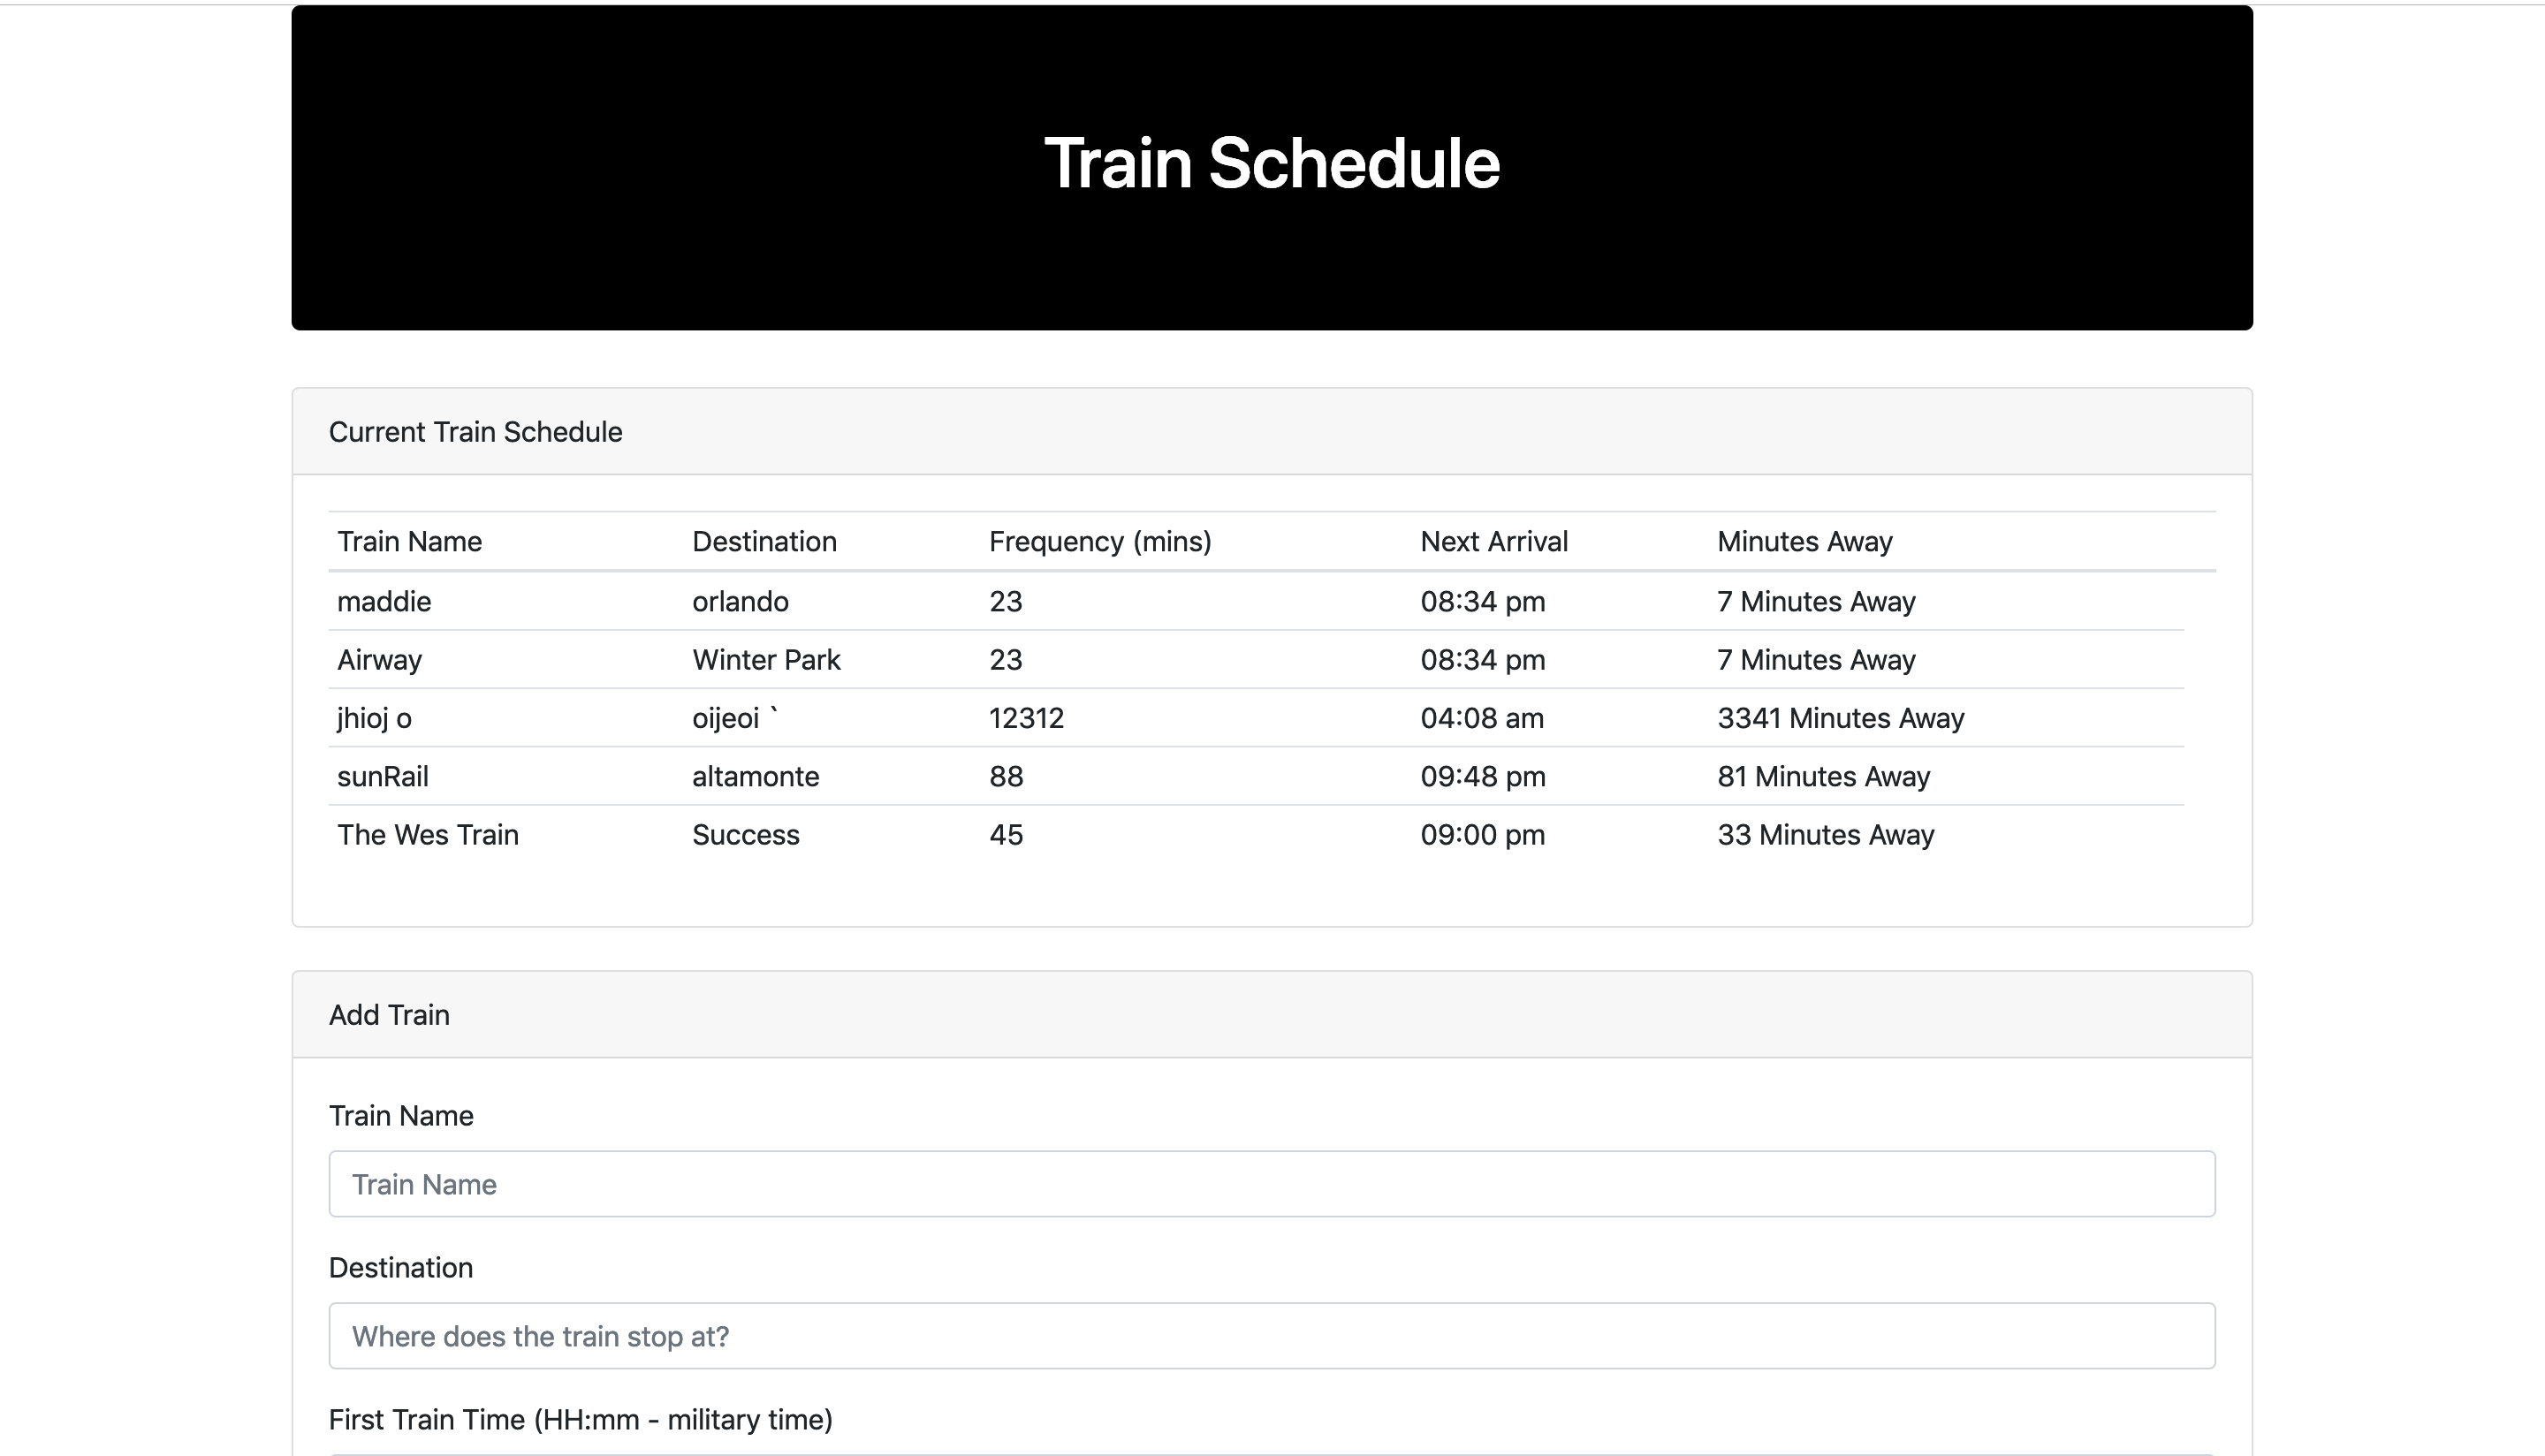 Train Schedule
Current Train Schedule
Train Name Destination Frequency (mins) Next Arrival Minutes Away
maddie orlando 23 08:34 pm 7 Minutes Away
Airway Winter Park 23 08:34 pm 7 Minutes Away
jhioj o oijeoi ` 12312 04:08 am 3341 Minutes Away
sunRail altamonte 88 09:48 pm 81 Minutes Away
The Wes Train Success 45 09:00 pm 33 Minutes Away
Add Train
Train Name
Train Name
Destination
Where does the train stop at?
First Train Time (HH:mm - military time)